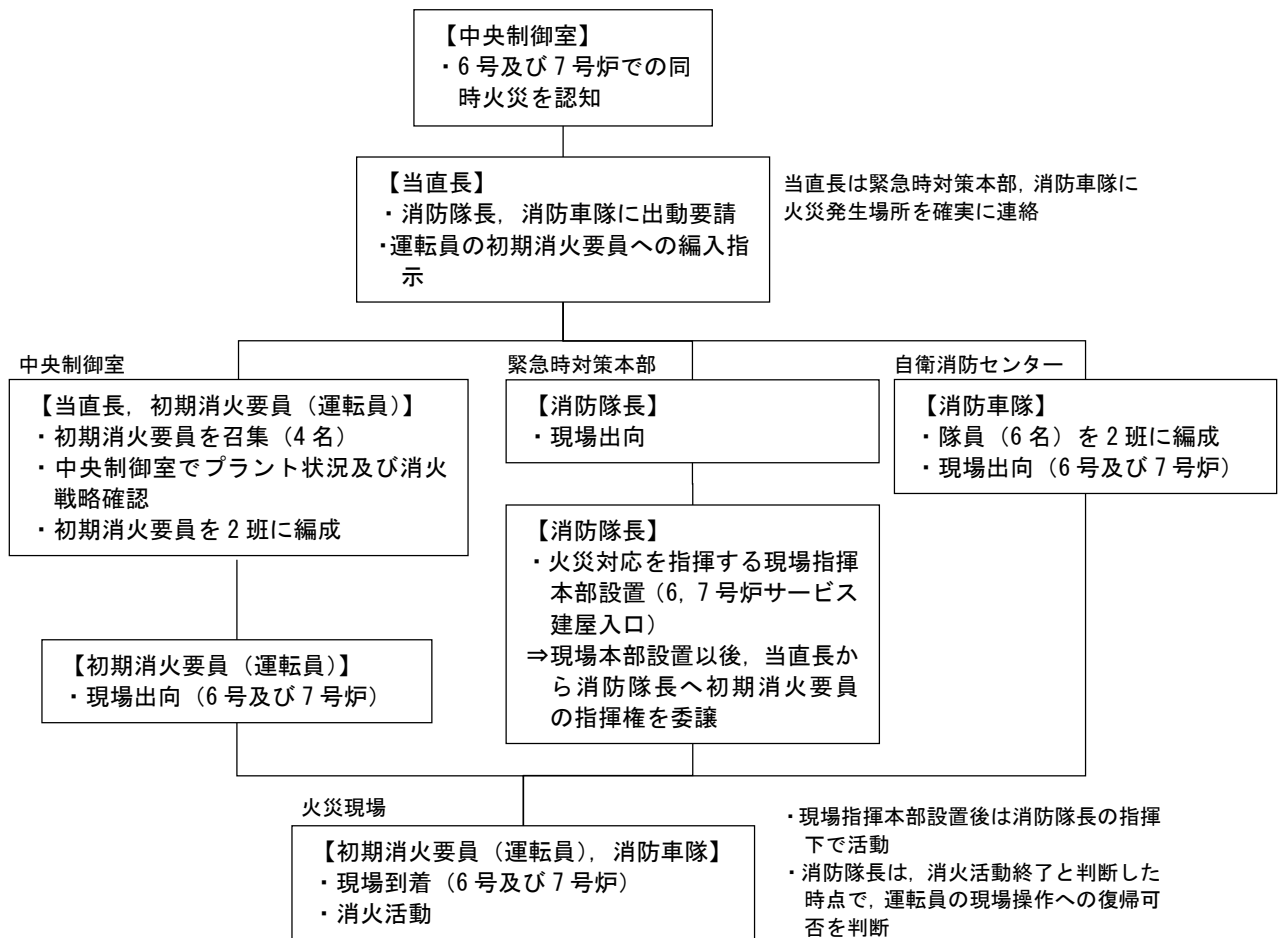 【中央制御室】
・6号及び7号炉での同
時火災を認知
【当直長】
・消防隊長，消防車隊に出動要請
・運転員の初期消火要員への編入指
示
当直長は緊急時対策本部，消防車隊に
火災発生場所を確実に連絡
中央制御室
【当直長，初期消火要員（運転員）】
・初期消火要員を召集（4名）
・中央制御室でプラント状況及び消火
戦略確認
・初期消火要員を2班に編成
緊急時対策本部
【消防隊長】
・現場出向
自衛消防センター
【消防車隊】
・隊員（6名）を2班に編成
・現場出向（6号及び7号炉）
【消防隊長】
・火災対応を指揮する現場指揮
本部設置（6，7号炉サービス
建屋入口）
⇒現場本部設置以後，当直長か
ら消防隊長へ初期消火要員
の指揮権を委譲
【初期消火要員（運転員）】
・現場出向（6号及び7号炉）
火災現場
【初期消火要員（運転員），消防車隊】
・現場到着（6号及び7号炉）
・消火活動
・現場指揮本部設置後は消防隊長の指揮
下で活動
・消防隊長は，消火活動終了と判断した
時点で，運転員の現場操作への復帰可
否を判断